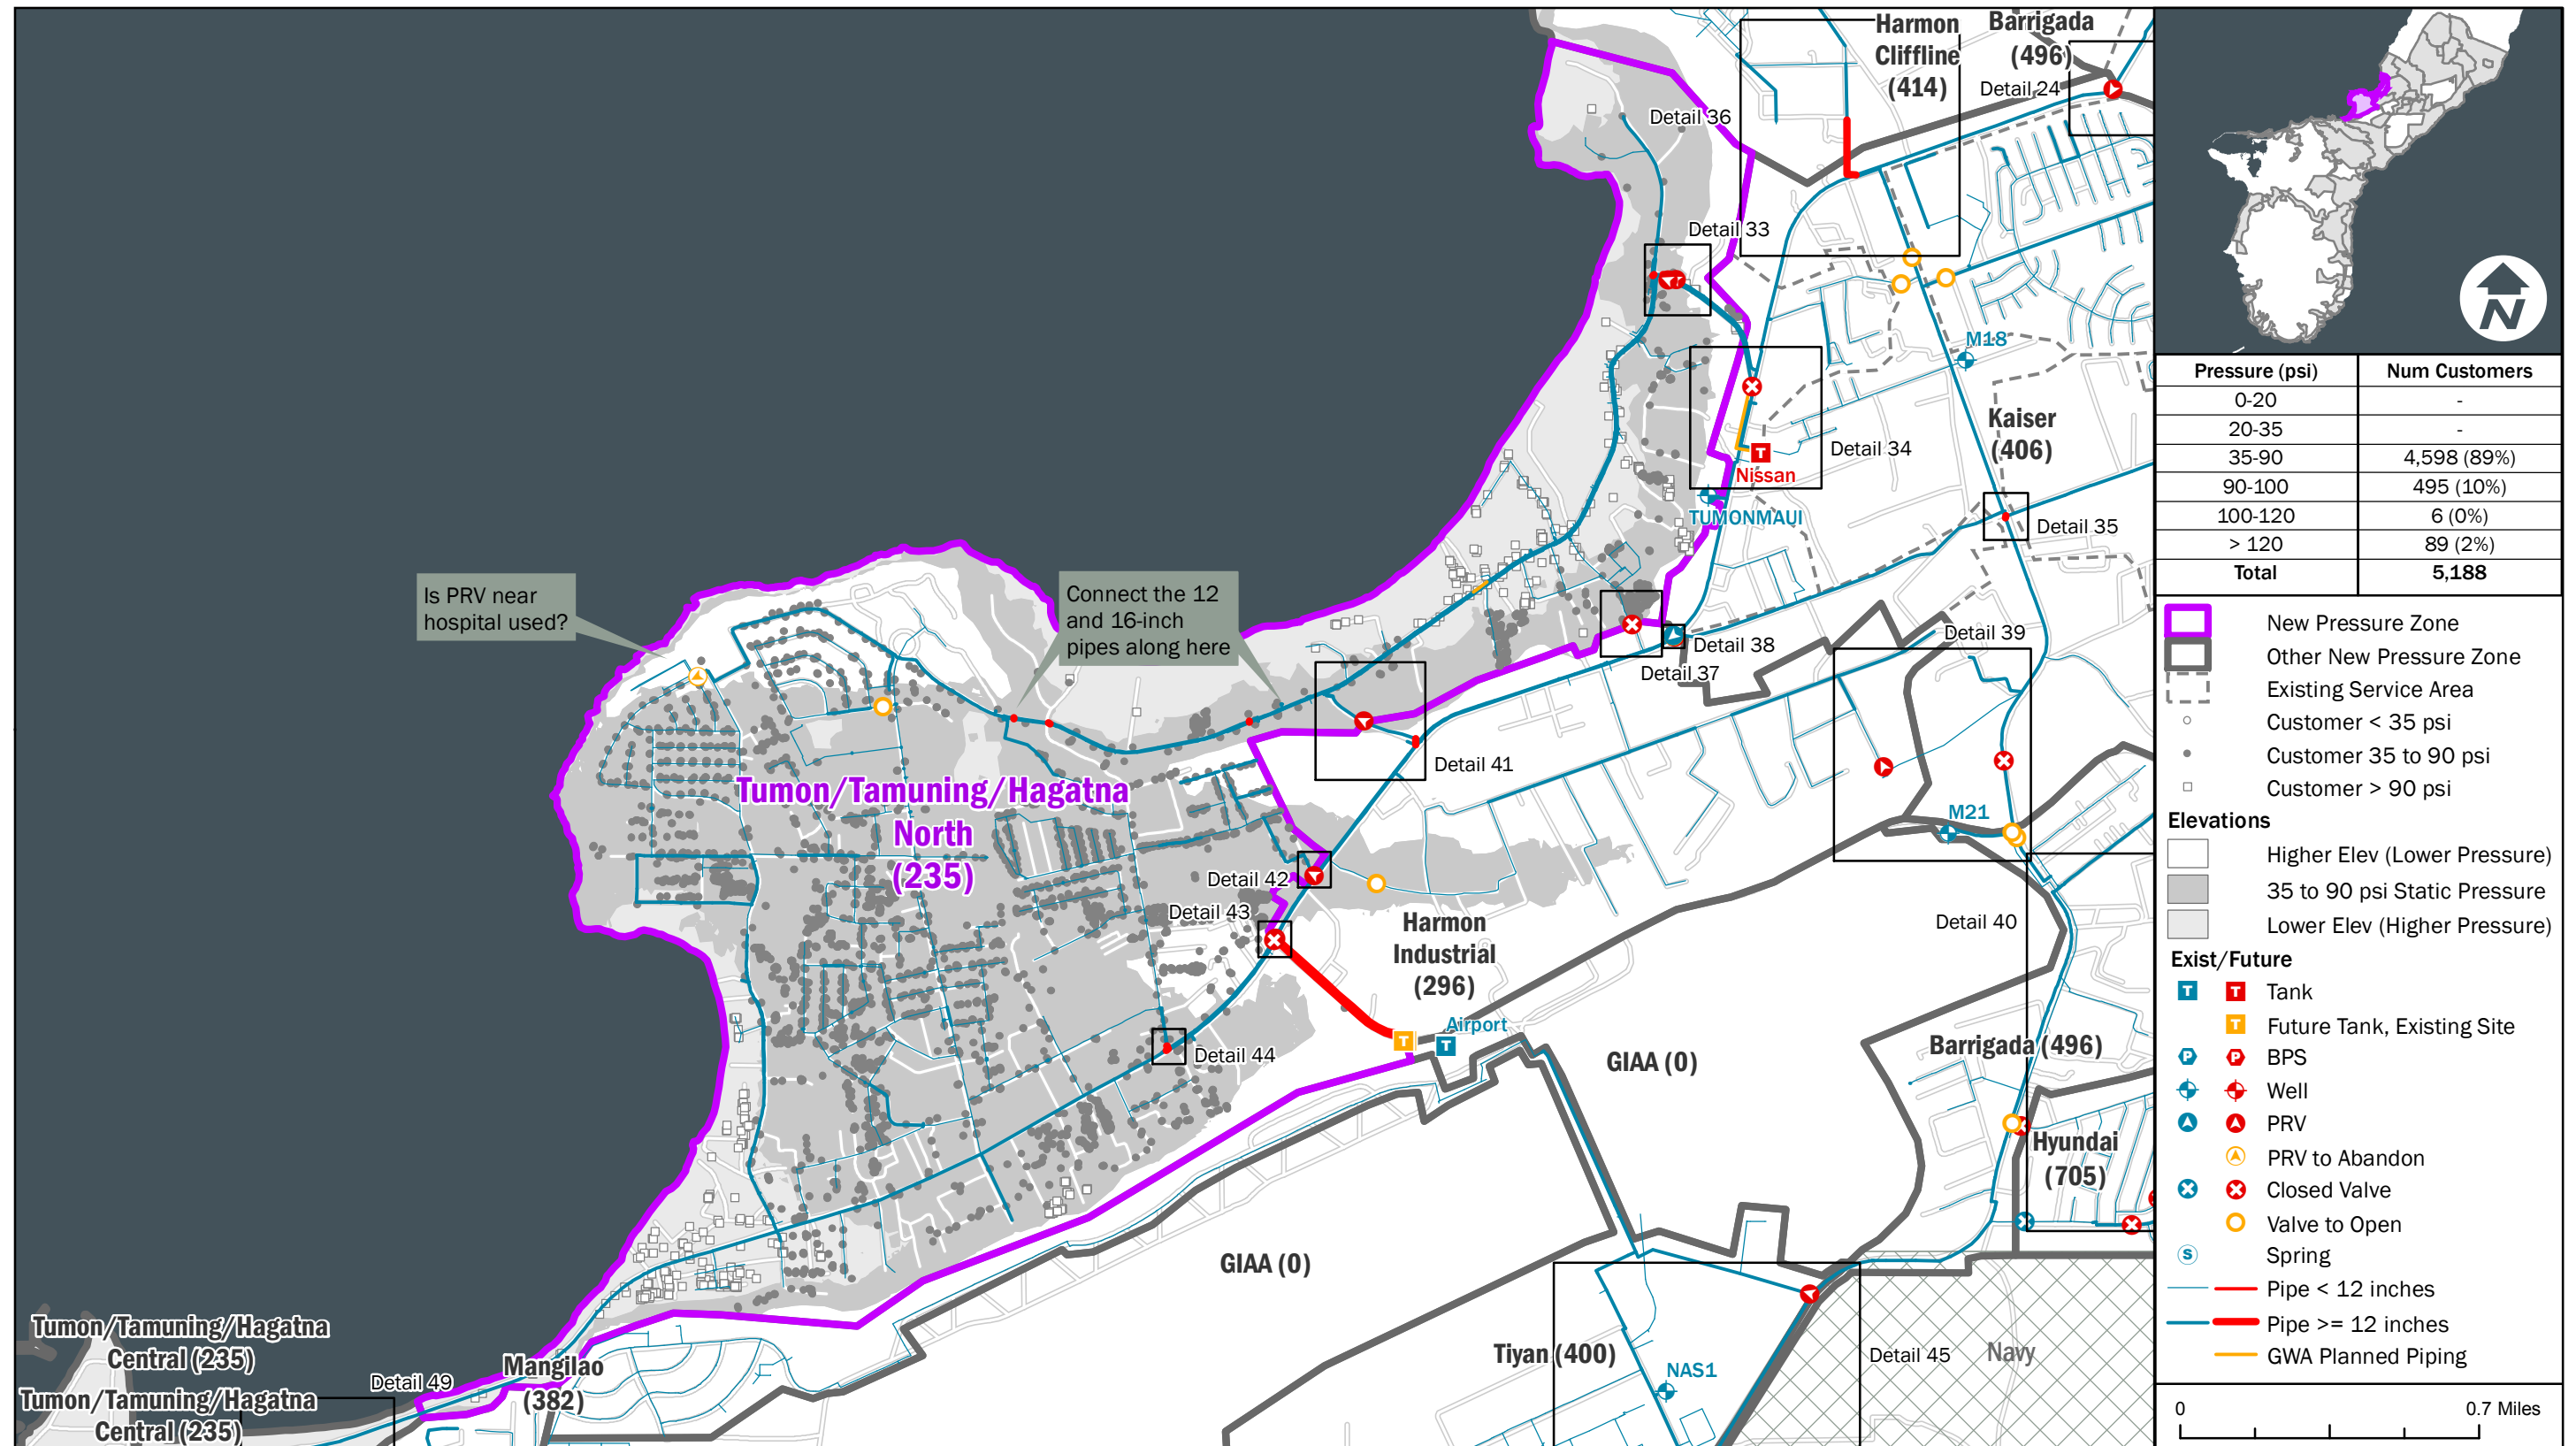 Harmon
Cliffline
(414)
Barrigada
(496)
Detail 24
Detail 36
Detail 33
M18
Kaiser
(406)
Detail 34
Nissan
TUMONMAUI
Detail 35
Is PRV near
hospital used?
Connect the 12
and 16-inch
pipes along here
Detail 38
Detail 37
Detail 39
Detail 41
Tumon/Tamuning/Hagatna
North
(235)
M21
Detail 42
Detail 43
Harmon
Industrial
(296)
Detail 40
Airport
Detail 44
GIAA (0)
Barrigada (496)
Hyundai
(705)
GIAA (0)
Tumon/Tamuning/Hagatna
Central (235)
Tumon/Tamuning/Hagatna
Central (235)
Detail 49
Mangilao
(382)
Tiyan (400)
NAS1
Detail 45
Navy
N
Pressure (psi) Num Customers
0-20 -
20-35 -
35-90 4,598 (89%)
90-100 495 (10%)
100-120 6 (0%)
> 120 89 (2%)
Total 5,188
New Pressure Zone
Other New Pressure Zone
Existing Service Area
Customer < 35 psi
Customer 35 to 90 psi
Customer > 90 psi
Elevations
Higher Elev (Lower Pressure)
35 to 90 psi Static Pressure
Lower Elev (Higher Pressure)
Exist/Future
T T Tank
T Future Tank, Existing Site
P P BPS
Well
PRV
PRV to Abandon
Closed Valve
Valve to Open
S Spring
Pipe < 12 inches
Pipe >= 12 inches
GWA Planned Piping
0 0.7 Miles